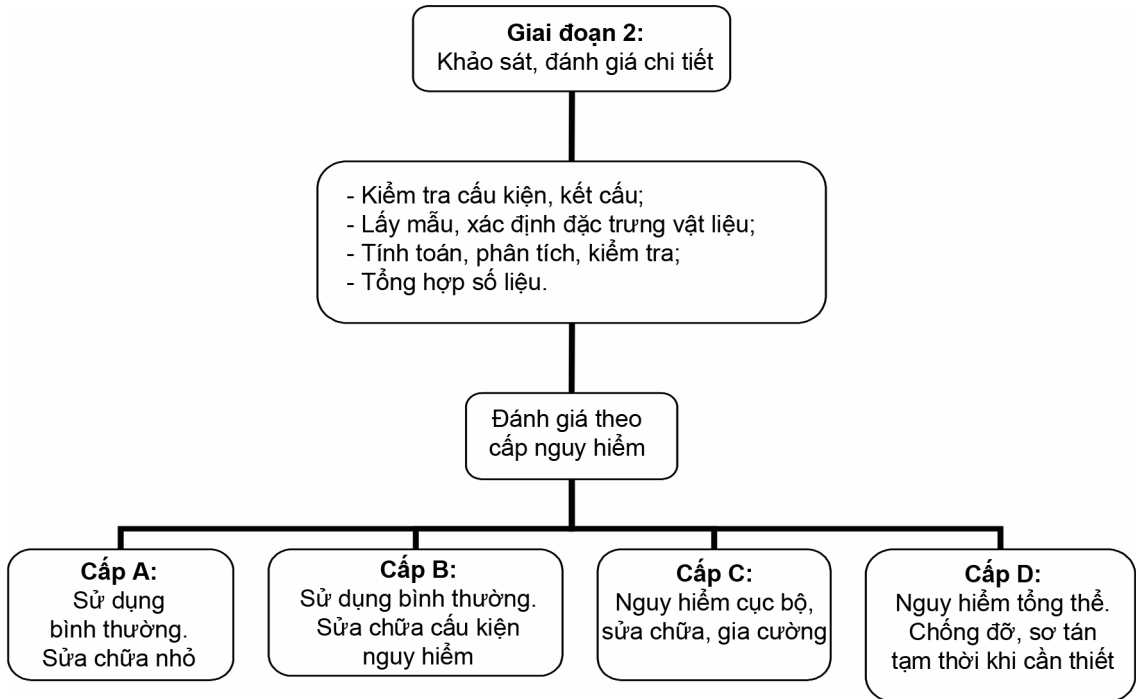 Giai đoạn 2:
Khảo sát, đánh giá chi tiết
- Kiểm tra cấu kiện, kết cấu;
- Lấy mẫu, xác định đặc trưng vật liệu;
- Tính toán, phân tích, kiểm tra;
- Tổng hợp số liệu.
Đánh giá theo
cấp nguy hiểm
Cấp A:
Sử dụng
bình thường.
Sửa chữa nhỏ
Cấp B:
Sử dụng bình thường.
Sửa chữa cấu kiện
nguy hiểm
Cấp C:
Nguy hiểm cục bộ,
sửa chữa, gia cường
Cấp D:
Nguy hiểm tổng thể.
Chống đỡ, sơ tán
tạm thời khi cần thiết